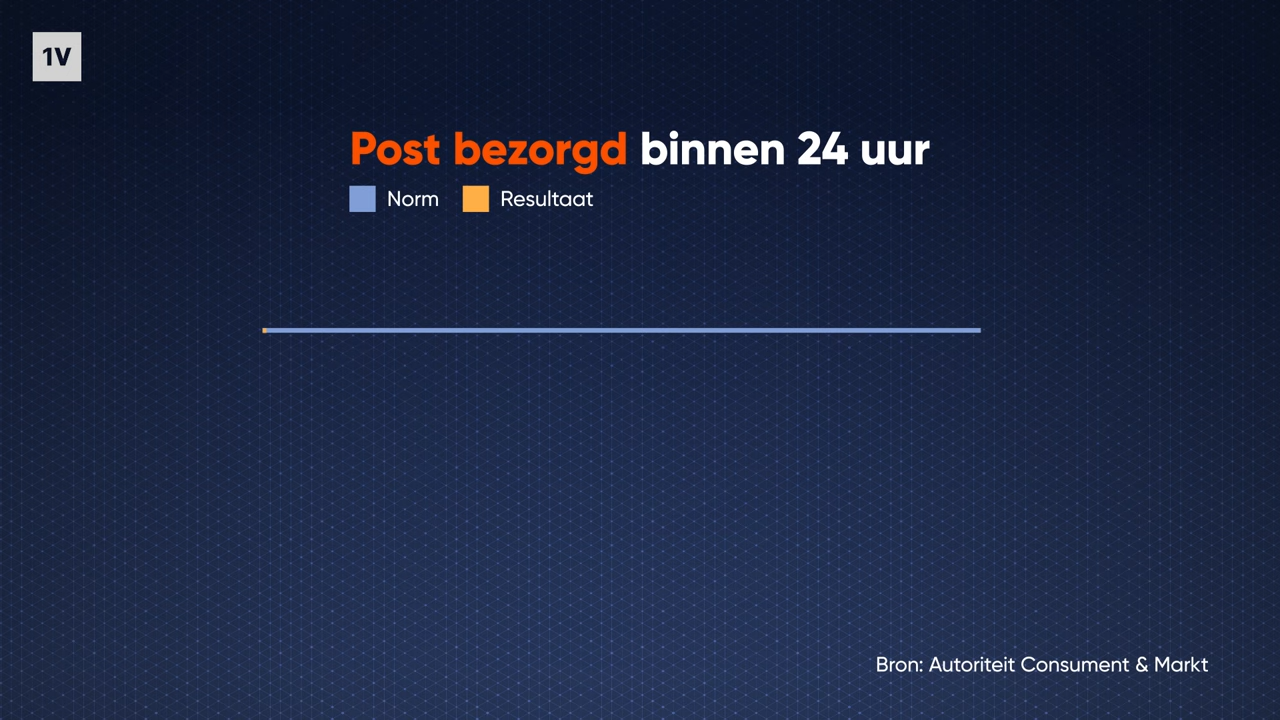 1V
Post bezorgd binnen 24 uur
Norm Resultaat
Bron: Autoriteit Consument & Markt